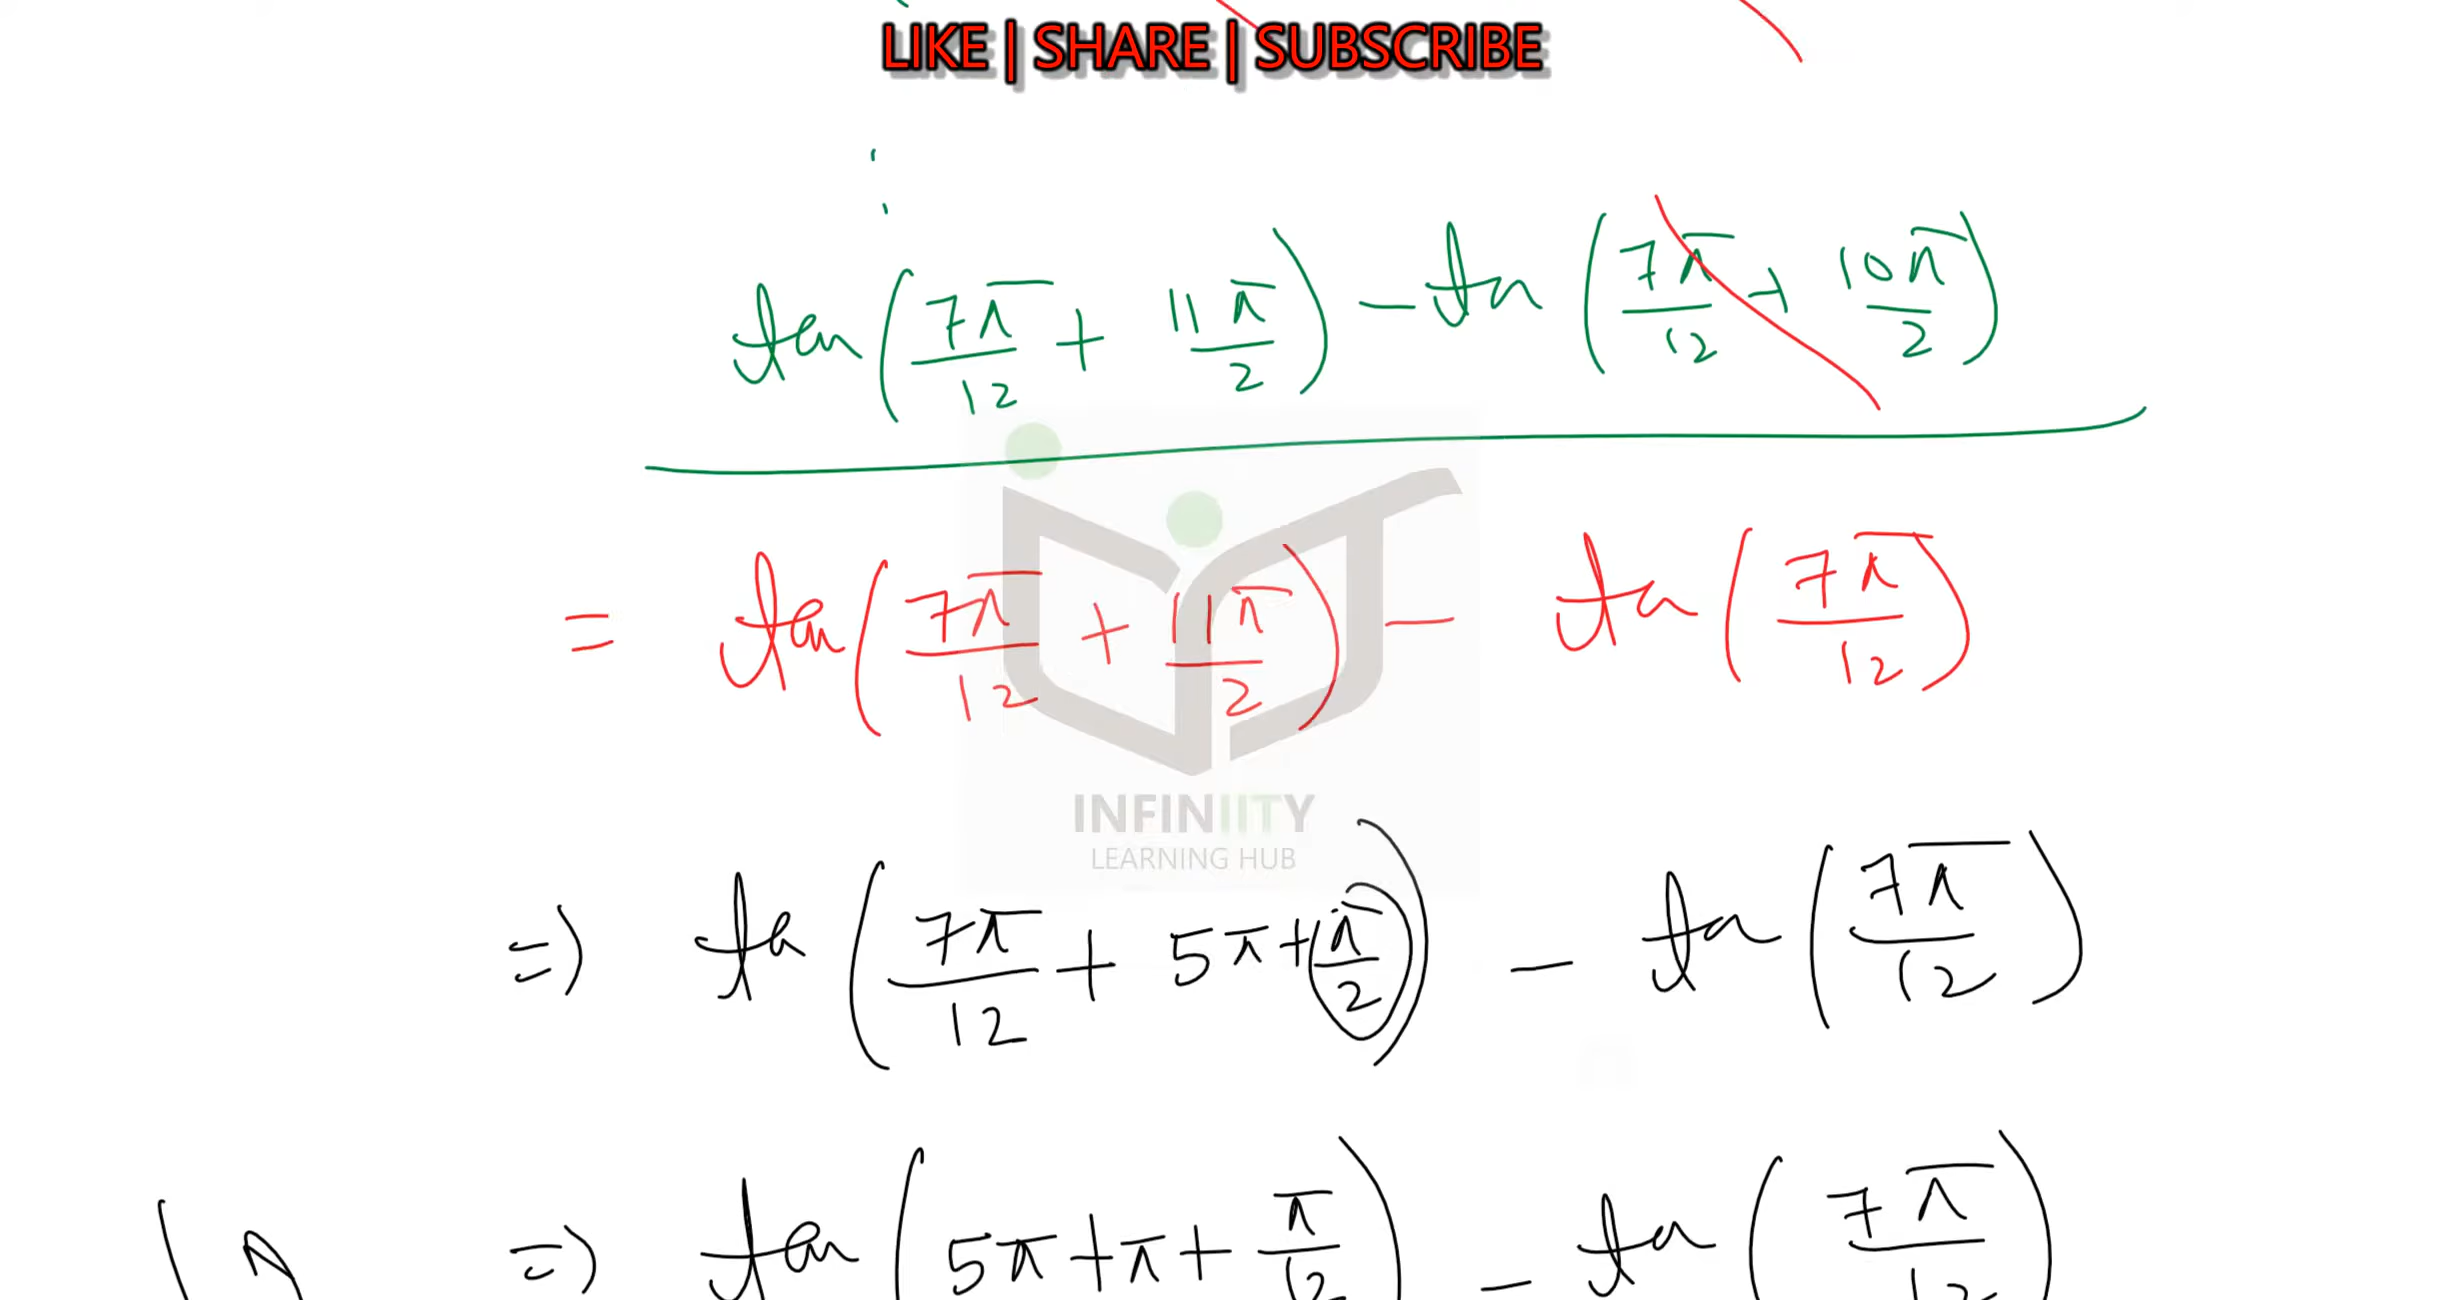 LIKE | SHARE | SUBSCRIBE
tan(7π/12 + 11π/2) - tan(7π/12 + 10π/2)
= tan(7π/12 + 11π/2) - tan(7π/12)
INFINIITY
LEARNING HUB
=> tan(7π/12 + 5π + π/2) - tan(7π/12)
=> tan(5π + π + π/12) - tan(7π/12)